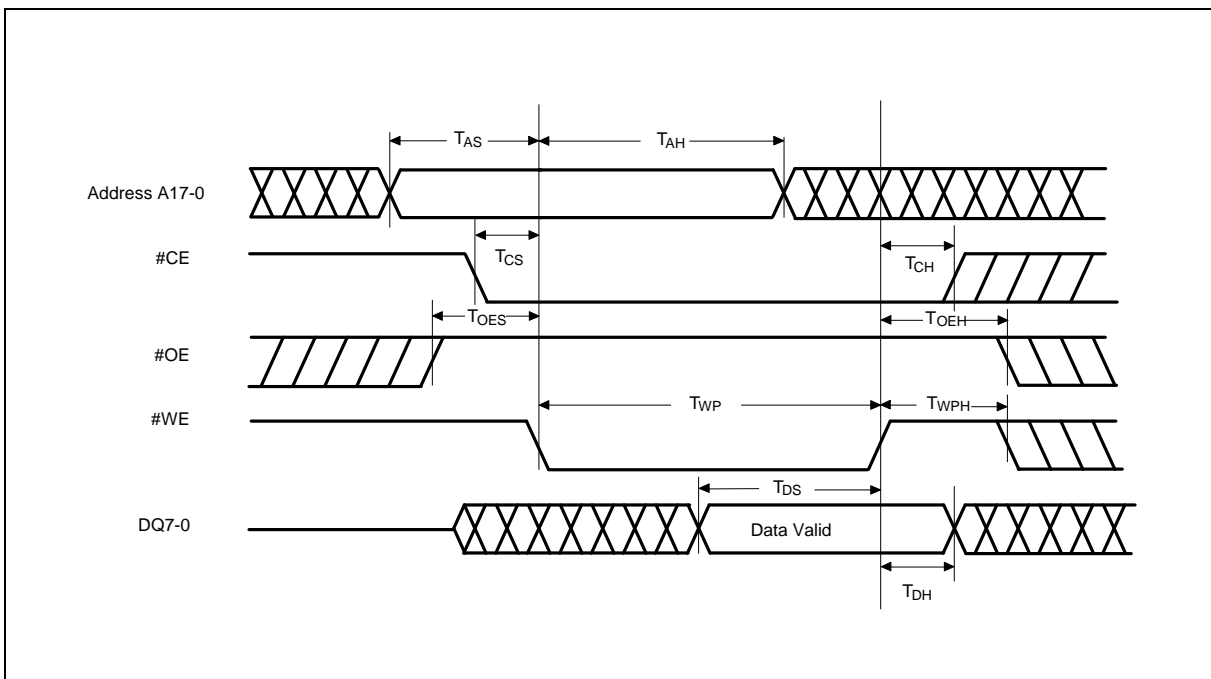 TAS
TAH
Address A17-0
TCS
TCH
#CE
TOES
TOEH
#OE
TWP
TWPH
#WE
TDS
DQ7-0
Data Valid
TDH